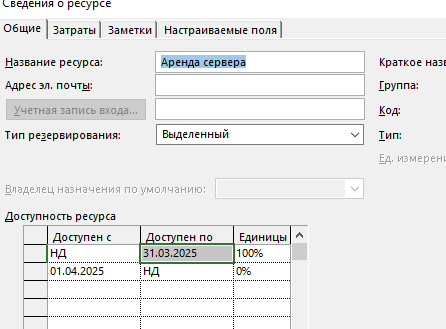 Сведения о ресурсе
Общие Затраты Заметки Настраиваемые поля
Название ресурса: Аренда сервера Краткое назв
Адрес эл. почты: Группа:
Учетная запись входа... Код:
Тип резервирования: Выделенный Тип:
Ед. измерени
Владелец назначения по умолчанию:
Доступность ресурса
Доступен с Доступен по Единицы
НД 31.03.2025 100%
01.04.2025 НД 0%